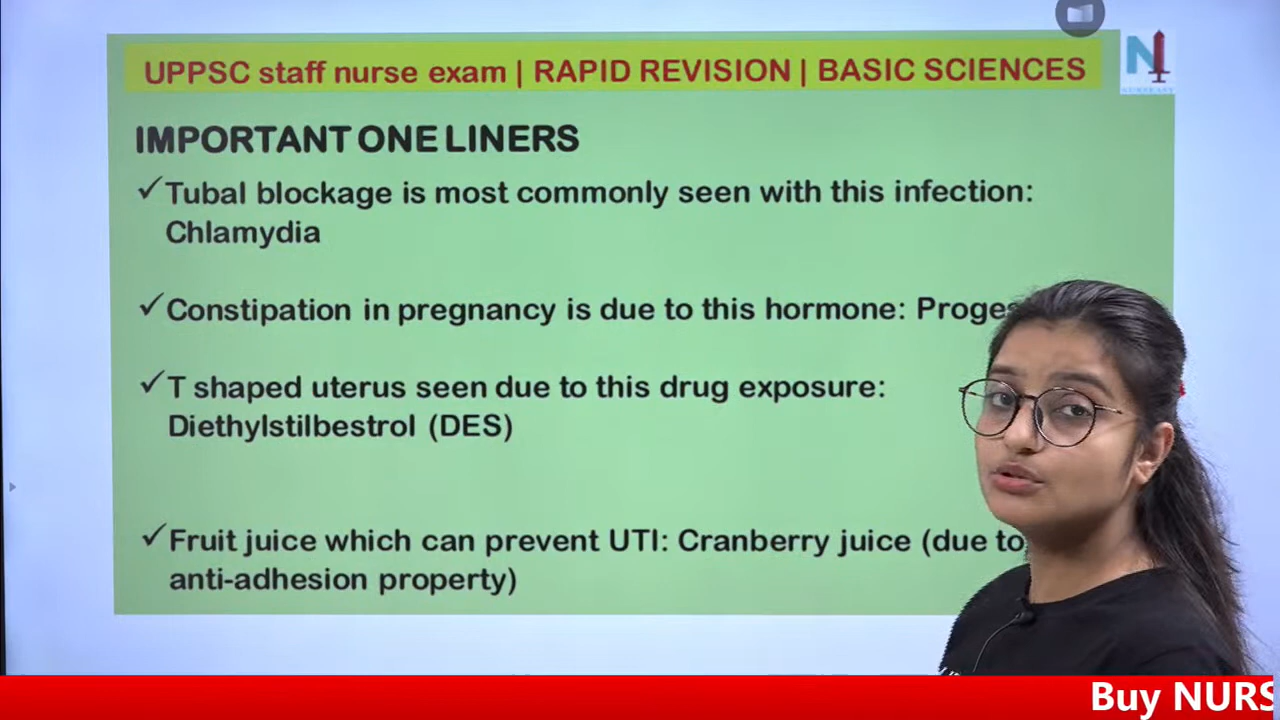 UPPSC staff nurse exam | RAPID REVISION | BASIC SCIENCES
IMPORTANT ONE LINERS
✓Tubal blockage is most commonly seen with this infection:
Chlamydia
✓Constipation in pregnancy is due to this hormone:
✓T shaped uterus seen due to this drug exposure:
Diethylstilbestrol (DES)
✓Fruit juice which can prevent UTI: Cranberry juice (due to
anti-adhesion property)
Buy